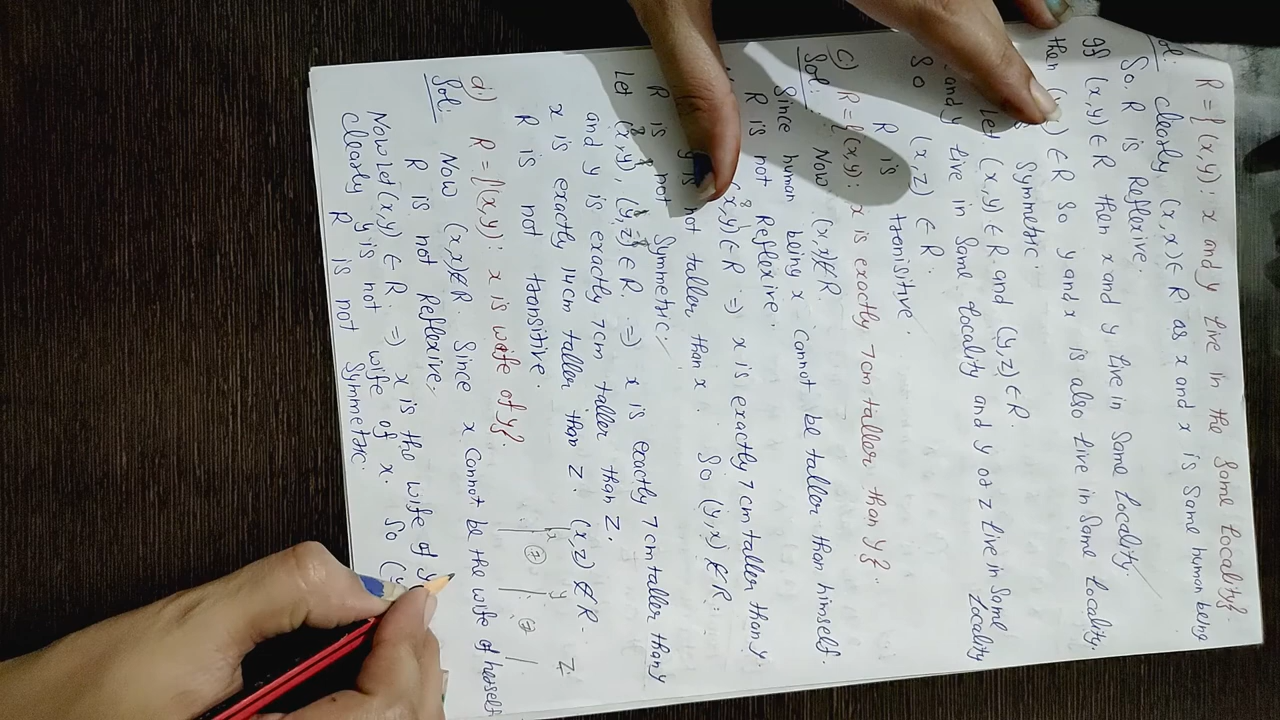 R = {(x,y) : x and y live in the same locality}.
Sol: clearly (x,x) ∈ R as x and x is same human being
So, R is Reflexive.
If (x,y) ∈ R then x and y live in same locality.
then ∈ R So y and x is also live in same locality.
Symmetric.
Let (x,y) ∈ R and (y,z) ∈ R.
and y live in same locality and y or z live in same locality
So (x,z) ∈ R.
R is tranisitive.
c) R = {(x,y) : x is exactly 7cm taller than y}.
Sol: Now (x,x) ∉ R.
Since human being x cannot be taller than himself.
R is not Reflexive.
(x,y) ∈ R ⇒ x is exactly 7cm taller than y.
y is not taller than x. So (y,x) ∉ R.
R is not symmetric.
Let (x,y), (y,z) ∈ R. ⇒ x is exactly 7cm taller than y
and y is exactly 7cm taller than z.
x is exactly 14cm taller than z. (x,z) ∉ R.
R is not transitive.
x y z
7 7
d) R = {(x,y) : x is wife of y}.
Sol: Now (x,x) ∉ R. Since x cannot be the wife of herself
R is not Reflexive.
Now Let (x,y) ∈ R ⇒ x is the wife of y
clearly y is not wife of x. So (y
R is not symmetric.